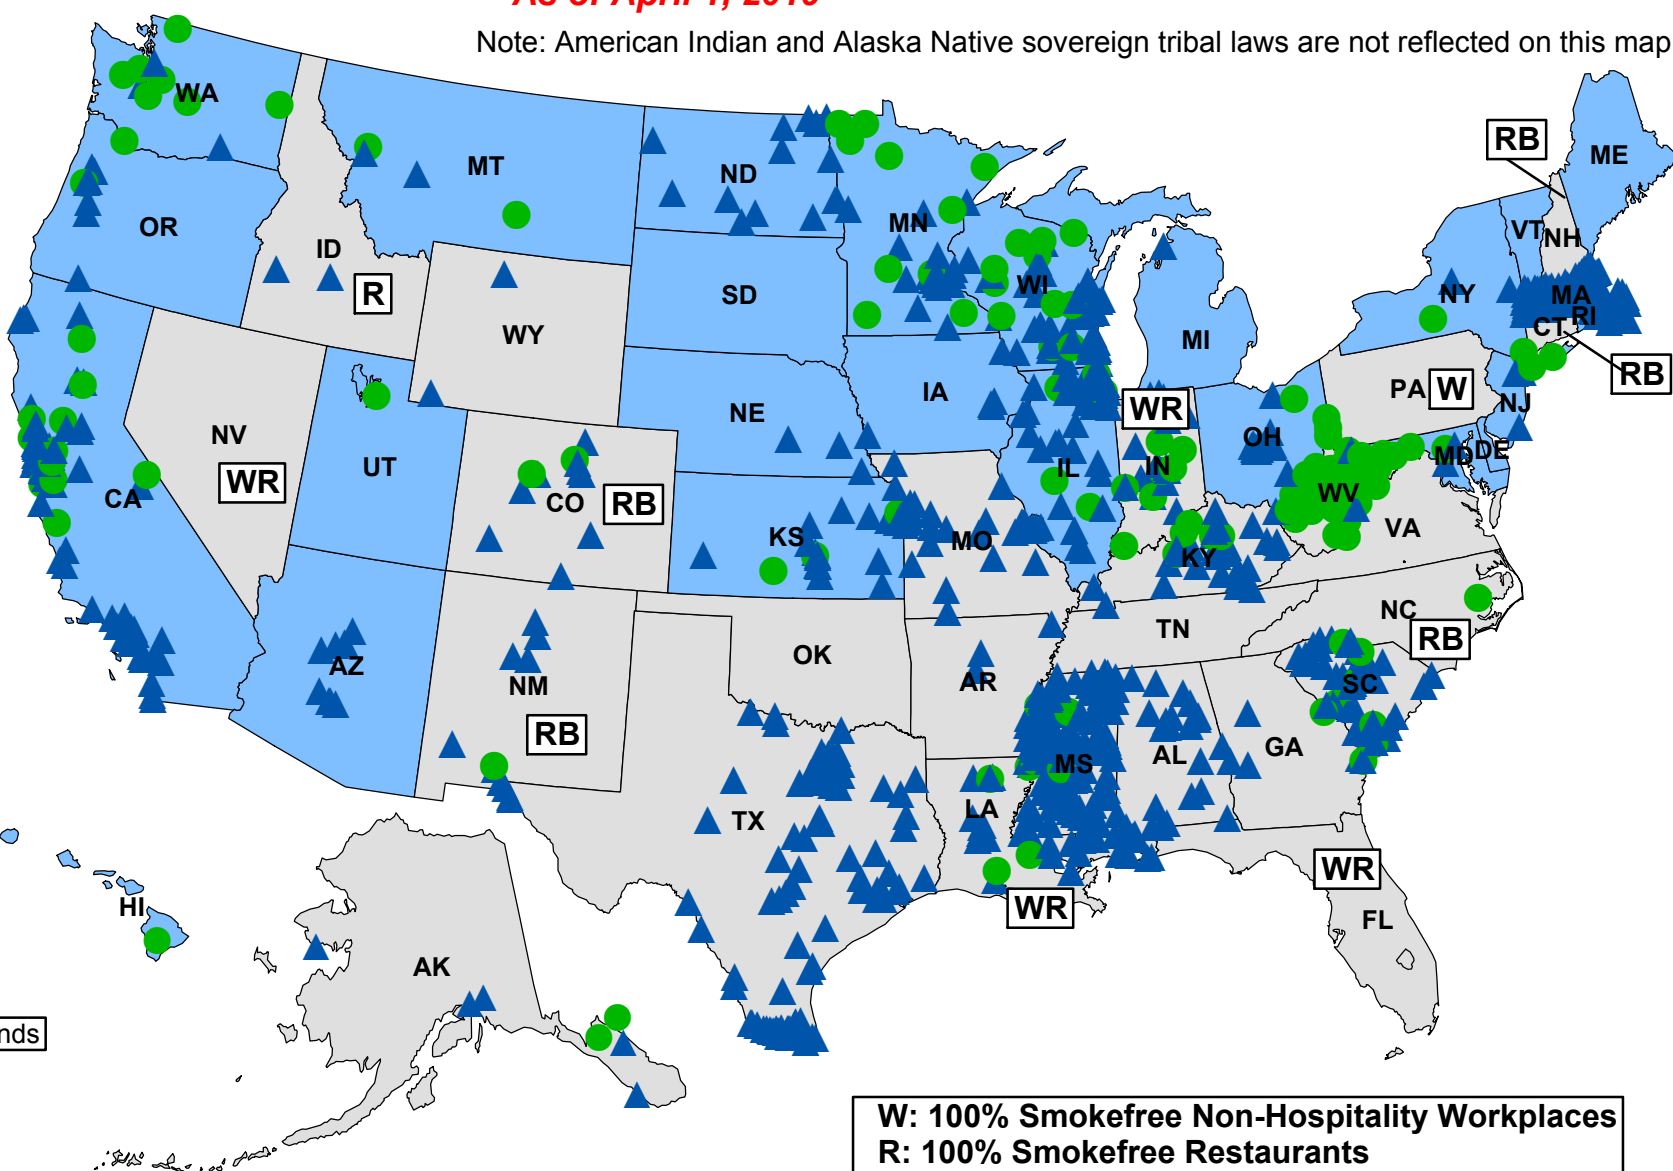 Note: American Indian and Alaska Native sovereign tribal laws are not reflected on this map
WA
MT
ND
MN
RB
ME
OR
ID
R
SD
WI
VT
NH
NY
MA
RI
CT
RB
WY
MI
IA
NE
WR
PA
W
NJ
NV
WR
UT
CO
RB
CA
KS
MO
IL
IN
OH
MD
DE
WV
VA
KY
AZ
NM
RB
OK
AR
TN
NC
RB
SC
TX
LA
MS
AL
GA
WR
WR
FL
HI
AK
W: 100% Smokefree Non-Hospitality Workplaces
R: 100% Smokefree Restaurants